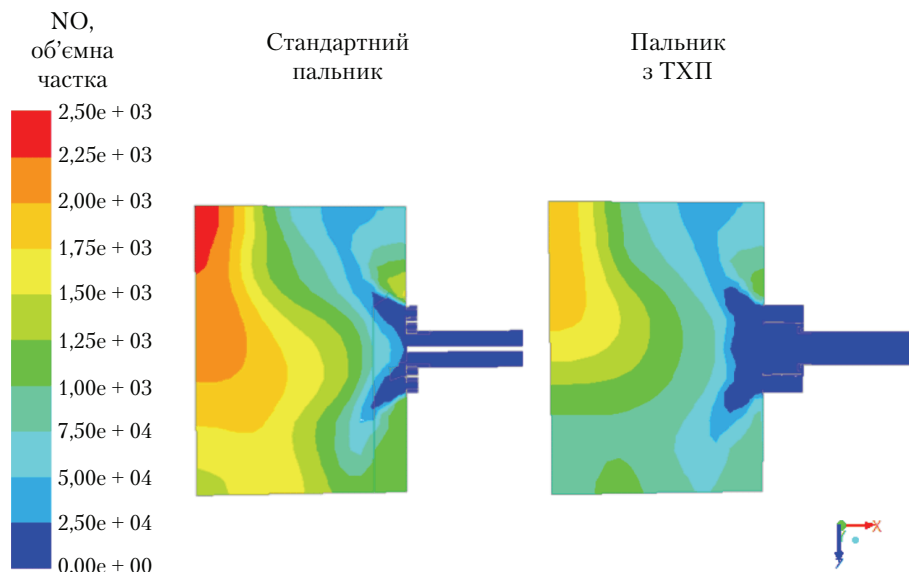 NO,
об’ємна
частка
Стандартний
пальник
Пальник
з ТХП
2,50e + 03
2,25e + 03
2,00e + 03
1,75e + 03
1,50e + 03
1,25e + 03
1,00e + 03
7,50e + 04
5,00e + 04
2,50e + 04
0,00e + 00
Y
X
Z